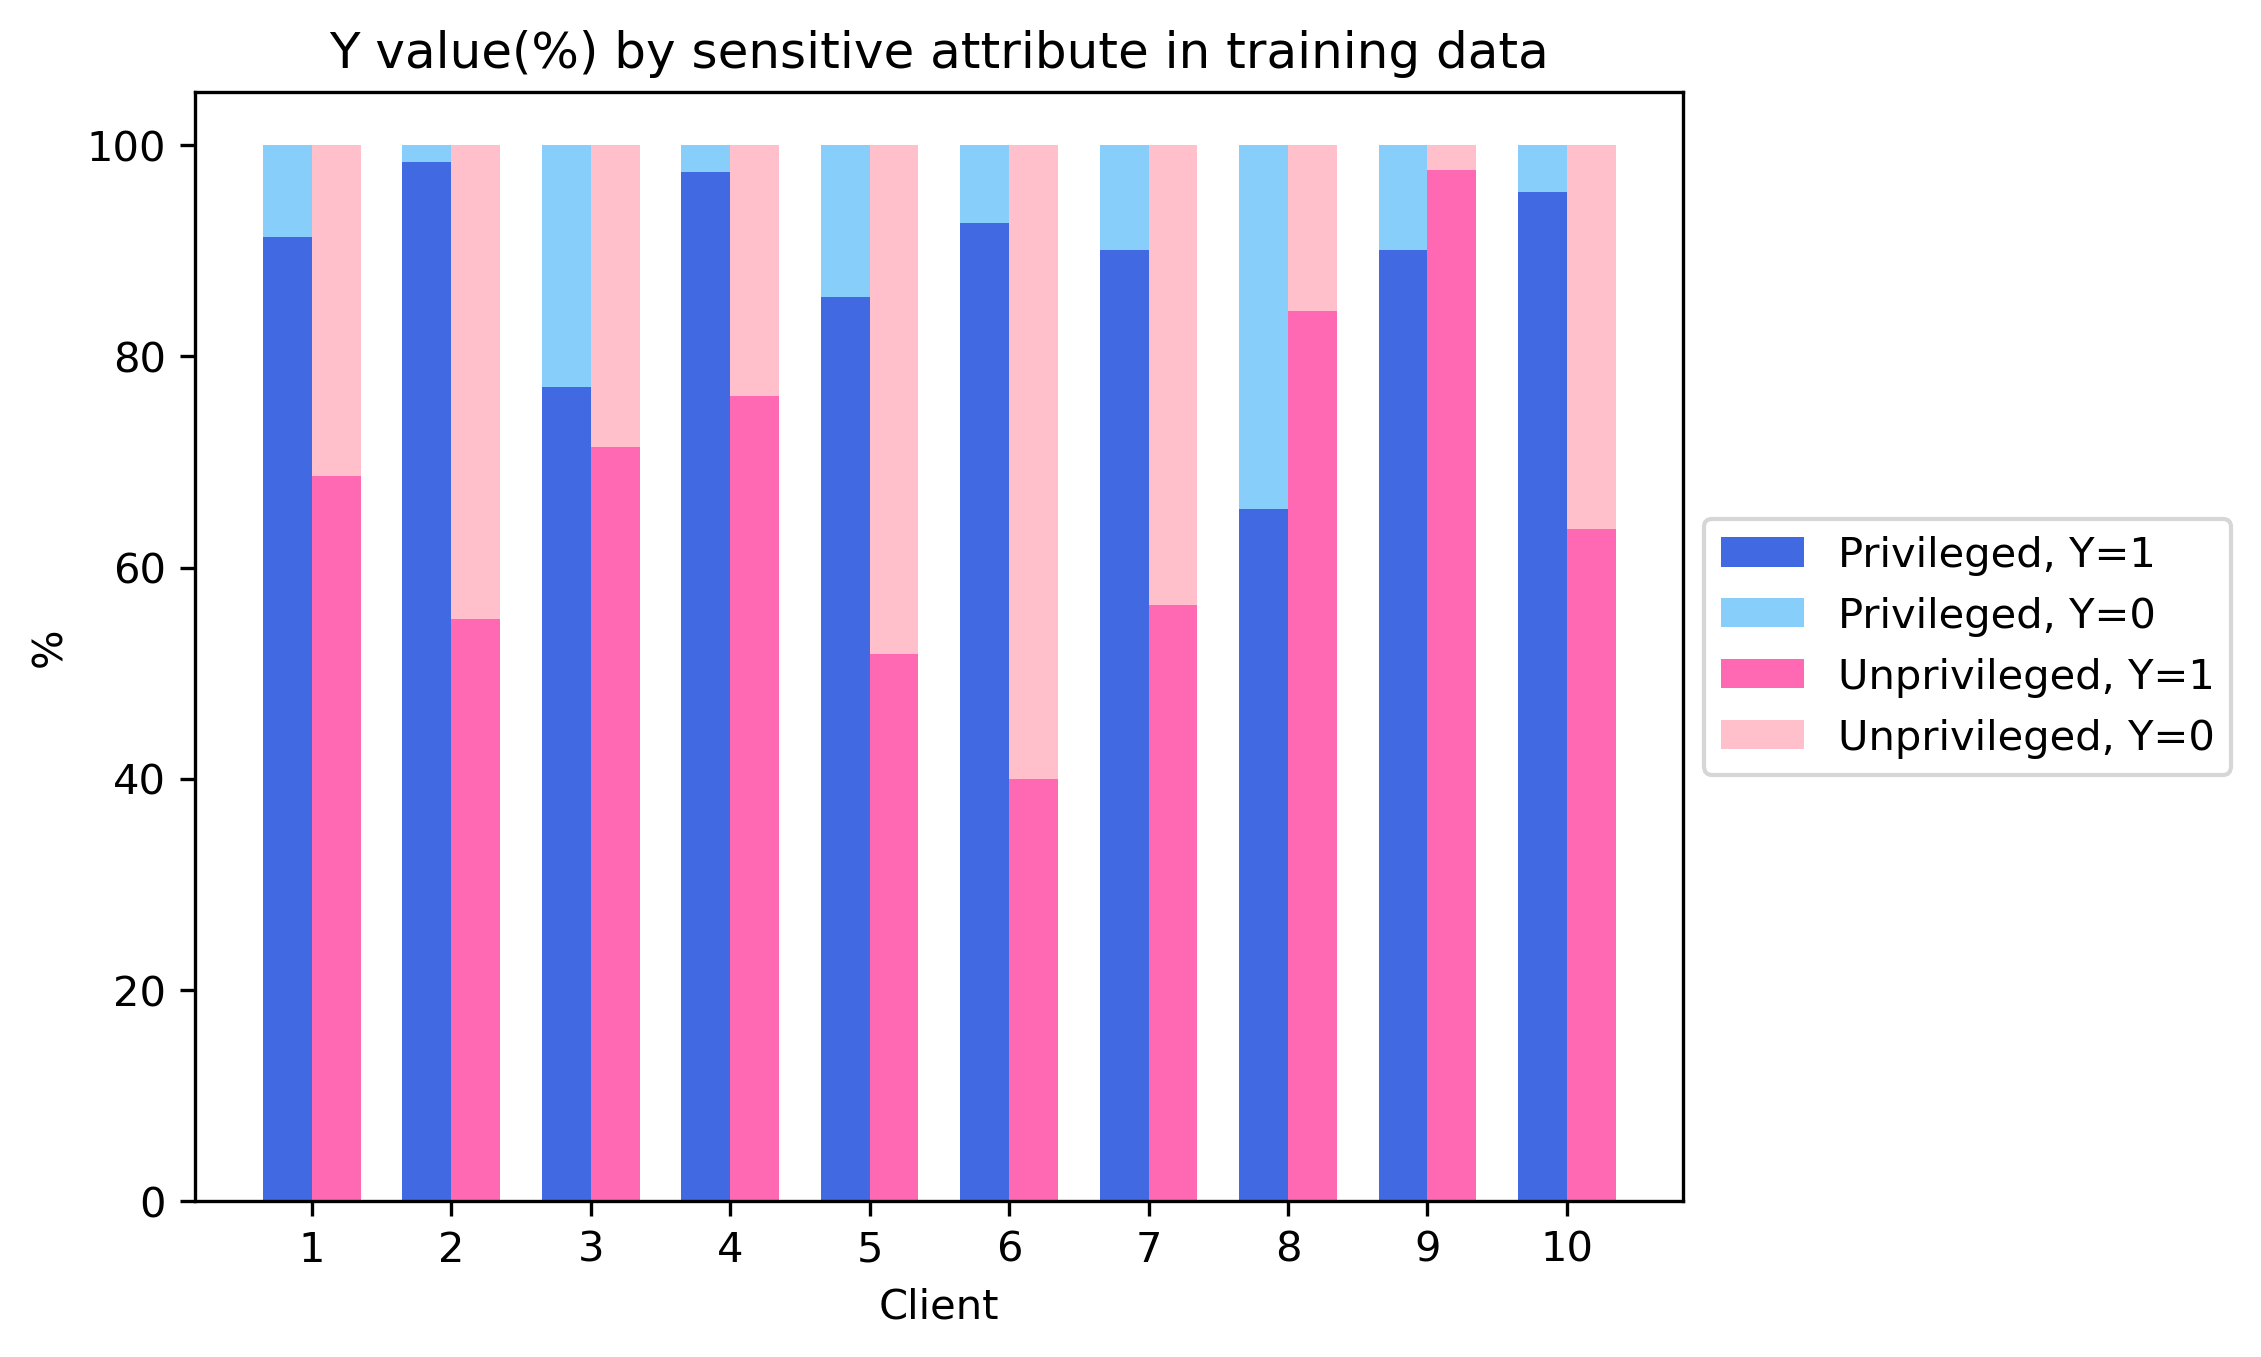 Y value(%) by sensitive attribute in training data
100
80
60
40
20
0
%
1 2 3 4 5 6 7 8 9 10
Client
Privileged, Y=1
Privileged, Y=0
Unprivileged, Y=1
Unprivileged, Y=0